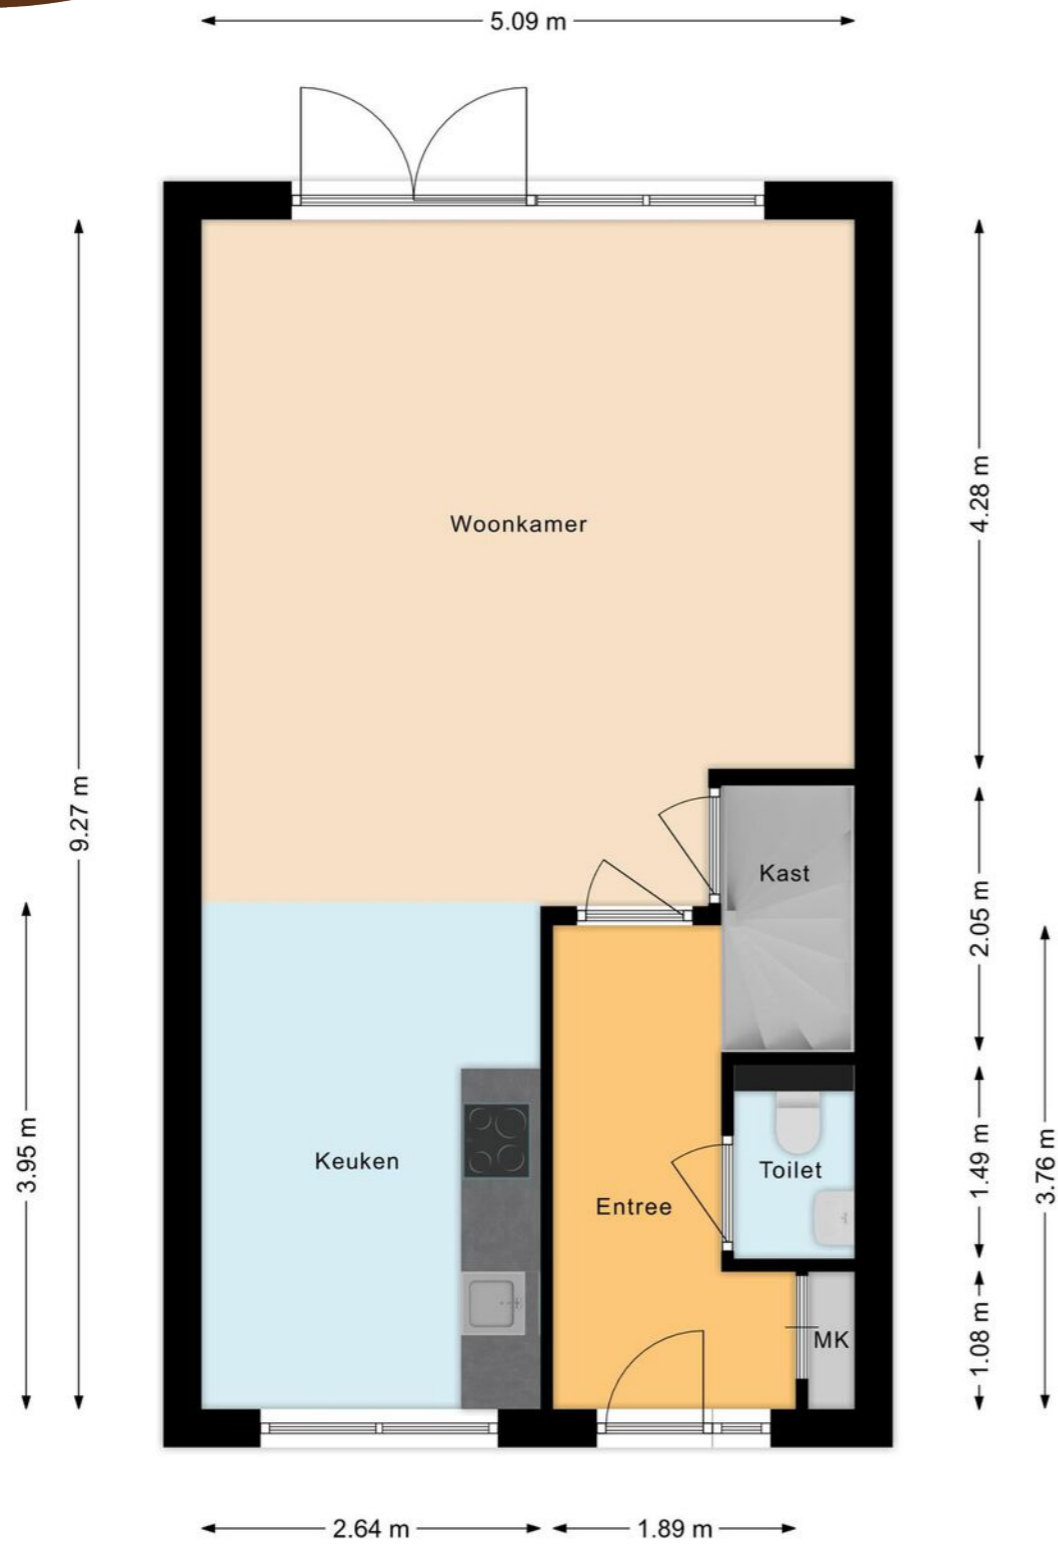 5.09 m
Woonkamer
4.28 m
9.27 m
Kast
2.05 m
3.95 m
Keuken
Toilet
1.49 m
3.76 m
Entree
MK
1.08 m
2.64 m
1.89 m